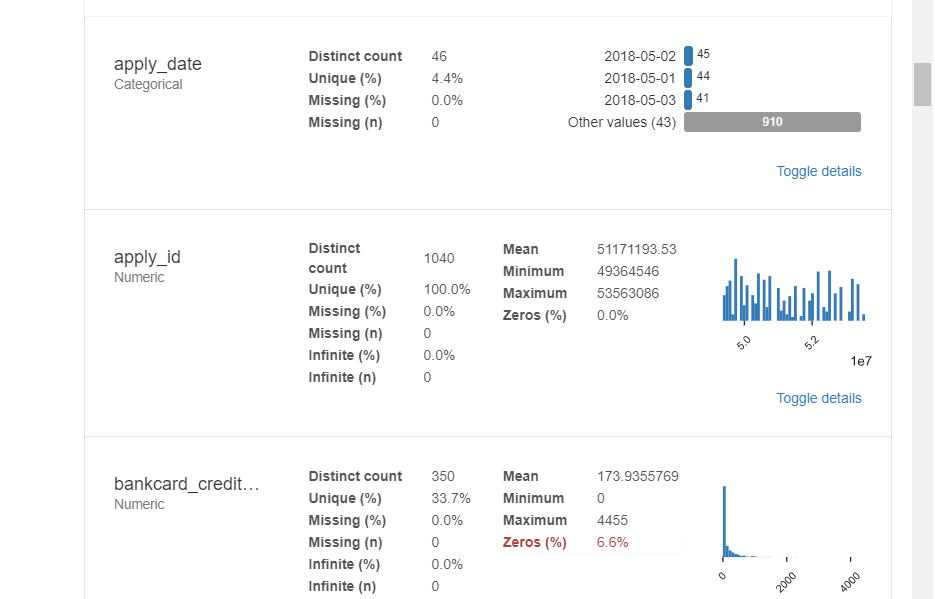 apply_date
Categorical
Distinct count 46
Unique (%) 4.4%
Missing (%) 0.0%
Missing (n) 0
2018-05-02 45
2018-05-01 44
2018-05-03 41
Other values (43) 910
Toggle details
apply_id
Numeric
Distinct
count 1040
Unique (%) 100.0%
Missing (%) 0.0%
Missing (n) 0
Infinite (%) 0.0%
Infinite (n) 0
Mean 51171193.53
Minimum 49364546
Maximum 53563086
Zeros (%) 0.0%
5.0 5.2
1e7
Toggle details
bankcard_credit…
Numeric
Distinct count 350
Unique (%) 33.7%
Missing (%) 0.0%
Missing (n) 0
Infinite (%) 0.0%
Infinite (n) 0
Mean 173.9355769
Minimum 0
Maximum 4455
Zeros (%) 6.6%
0 2000 4000